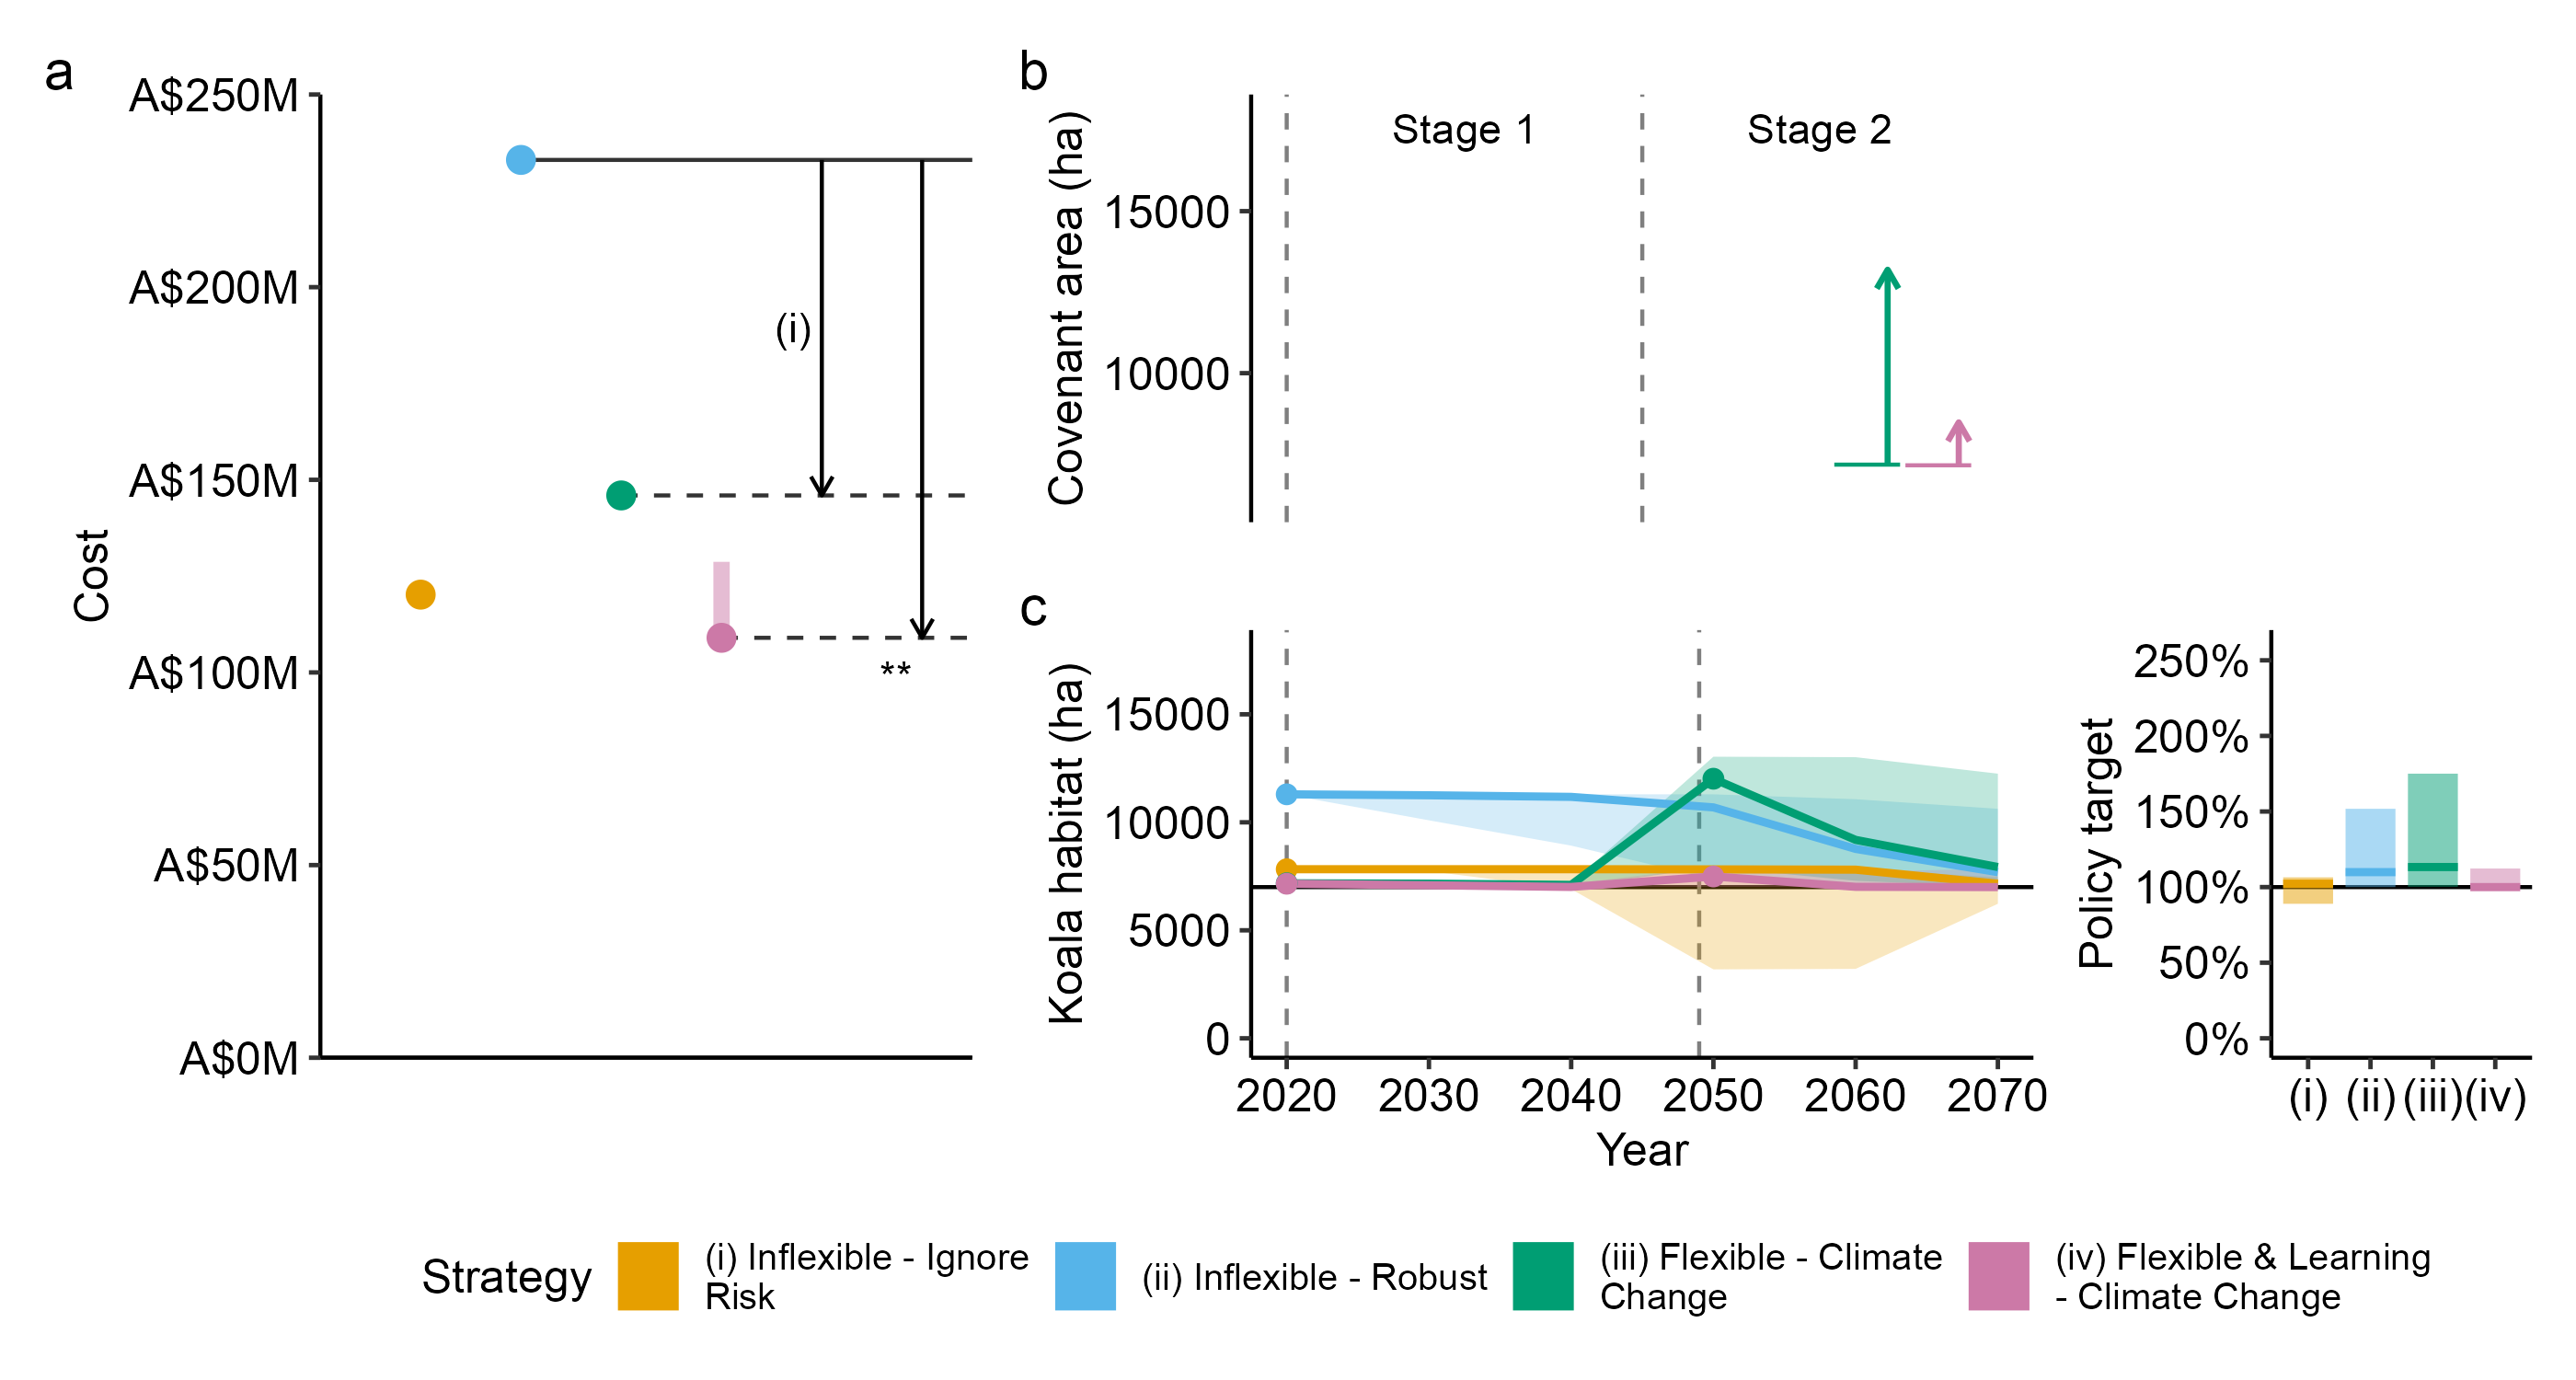 a
A$250M
A$200M
A$150M
A$100M
A$50M
A$0M
Cost
(i)
**
b
Covenant area (ha)
15000
10000
Stage 1
Stage 2
c
Koala habitat (ha)
15000
10000
5000
0
2020 2030 2040 2050 2060 2070
Year
Policy target
250%
200%
150%
100%
50%
0%
(i) (ii) (iii) (iv)
Strategy
(i) Inflexible - Ignore
Risk
(ii) Inflexible - Robust
(iii) Flexible - Climate
Change
(iv) Flexible & Learning
- Climate Change